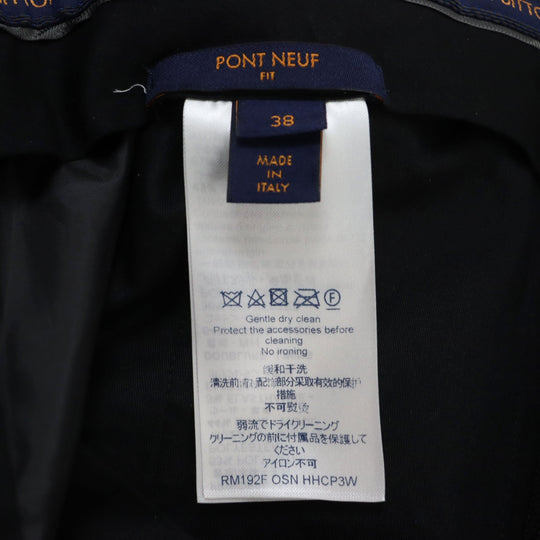 PONT NEUF
FIT
38
MADE
IN
ITALY
Gentle dry clean
Protect the accessories before
cleaning
No ironing
缓和干洗
清洗前请对配饰部分采取有效的保护
措施
不可熨烫
弱流でドライクリーニング
クリーニングの前に付属品を保護して
ください
アイロン不可
RM192F OSN HHCP3W